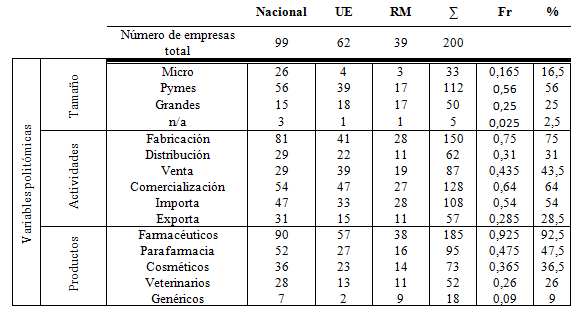 Nacional UE RM ∑ Fr %
Número de empresas total 99 62 39 200
Variables politómicas
Tamaño
Micro 26 4 3 33 0,165 16,5
Pymes 56 39 17 112 0,56 56
Grandes 15 18 17 50 0,25 25
n/a 3 1 1 5 0,025 2,5
Actividades
Fabricación 81 41 28 150 0,75 75
Distribución 29 22 11 62 0,31 31
Venta 29 39 19 87 0,435 43,5
Comercialización 54 47 27 128 0,64 64
Importa 47 33 28 108 0,54 54
Exporta 31 15 11 57 0,285 28,5
Productos
Farmacéuticos 90 57 38 185 0,925 92,5
Parafarmacia 52 27 16 95 0,475 47,5
Cosméticos 36 23 14 73 0,365 36,5
Veterinarios 28 13 11 52 0,26 26
Genéricos 7 2 9 18 0,09 9